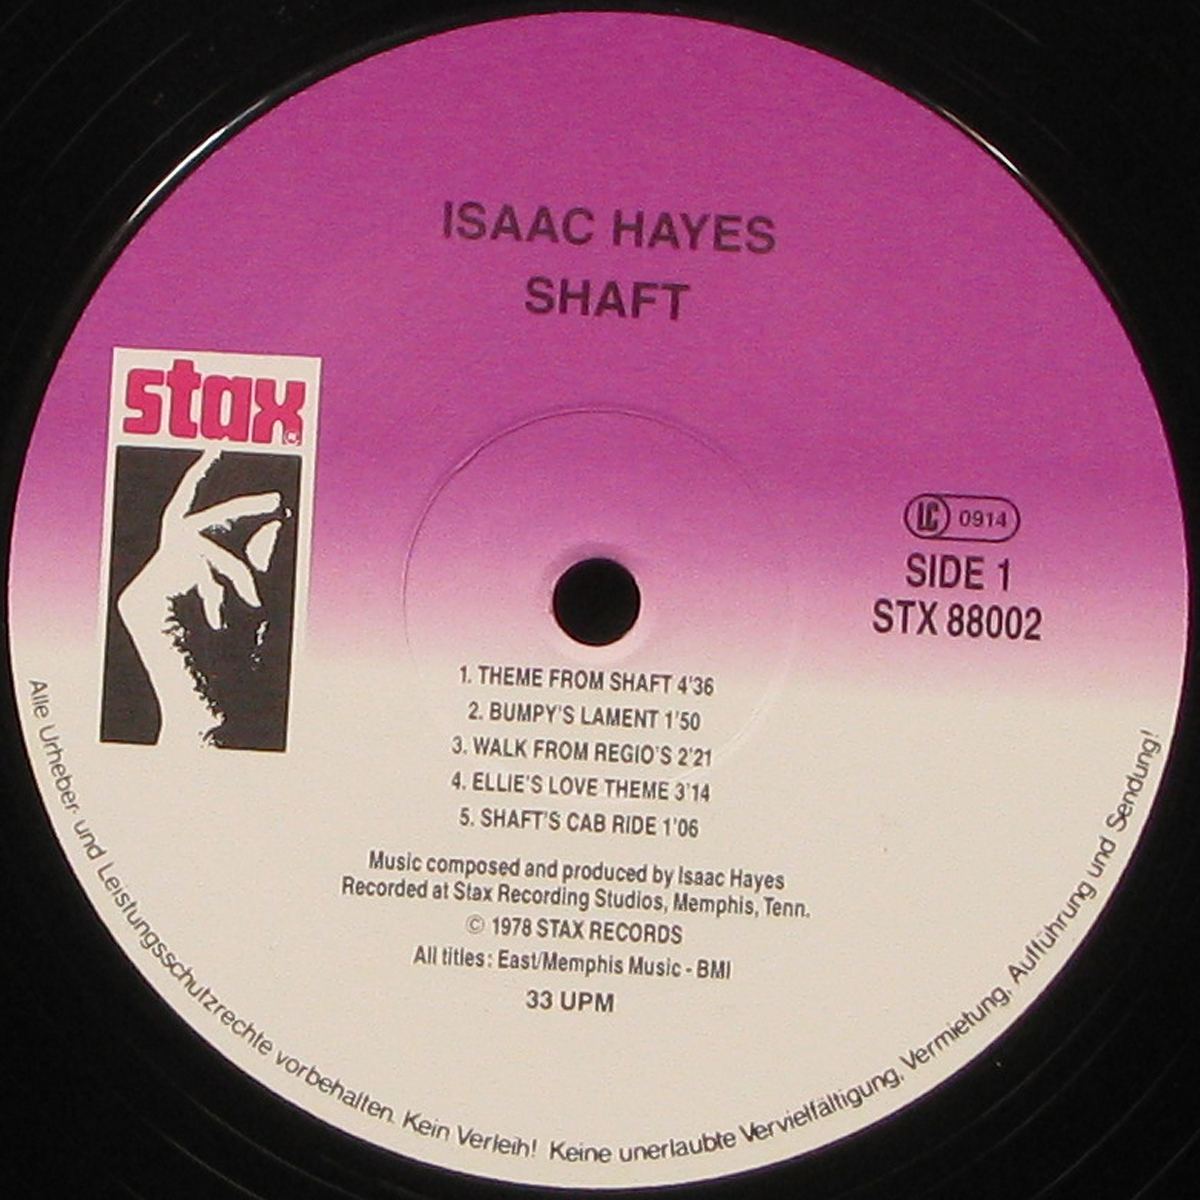 ISAAC HAYES
SHAFT
stax
LC 0914
SIDE 1
STX 88002
1. THEME FROM SHAFT 4'36
2. BUMPY'S LAMENT 1'50
3. WALK FROM REGIO'S 2'21
4. ELLIE'S LOVE THEME 3'14
5. SHAFT'S CAB RIDE 1'06
Music composed and produced by Isaac Hayes
Recorded at Stax Recording Studios, Memphis, Tenn.
© 1978 STAX RECORDS
All titles: East/Memphis Music - BMI
33 UPM
Alle Urheber- und Leistungsschutzrechte vorbehalten. Kein Verleih! Keine unerlaubte Vervielfältigung, Vermietung, Aufführung und Sendung!